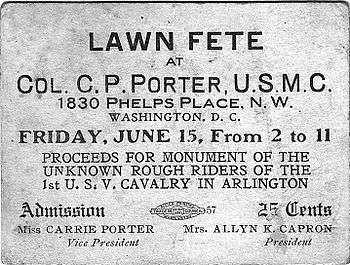 LAWN FETE
AT
COL. C. P. PORTER, U. S. M. C.
1830 PHELPS PLACE, N. W.
WASHINGTON, D. C.
FRIDAY, JUNE 15, From 2 to 11
PROCEEDS FOR MONUMENT OF THE
UNKNOWN ROUGH RIDERS OF THE
1st U. S. V. CAVALRY IN ARLINGTON
Admission 57 25 Cents
Miss CARRIE PORTER Mrs. ALLYN K. CAPRON
Vice President President